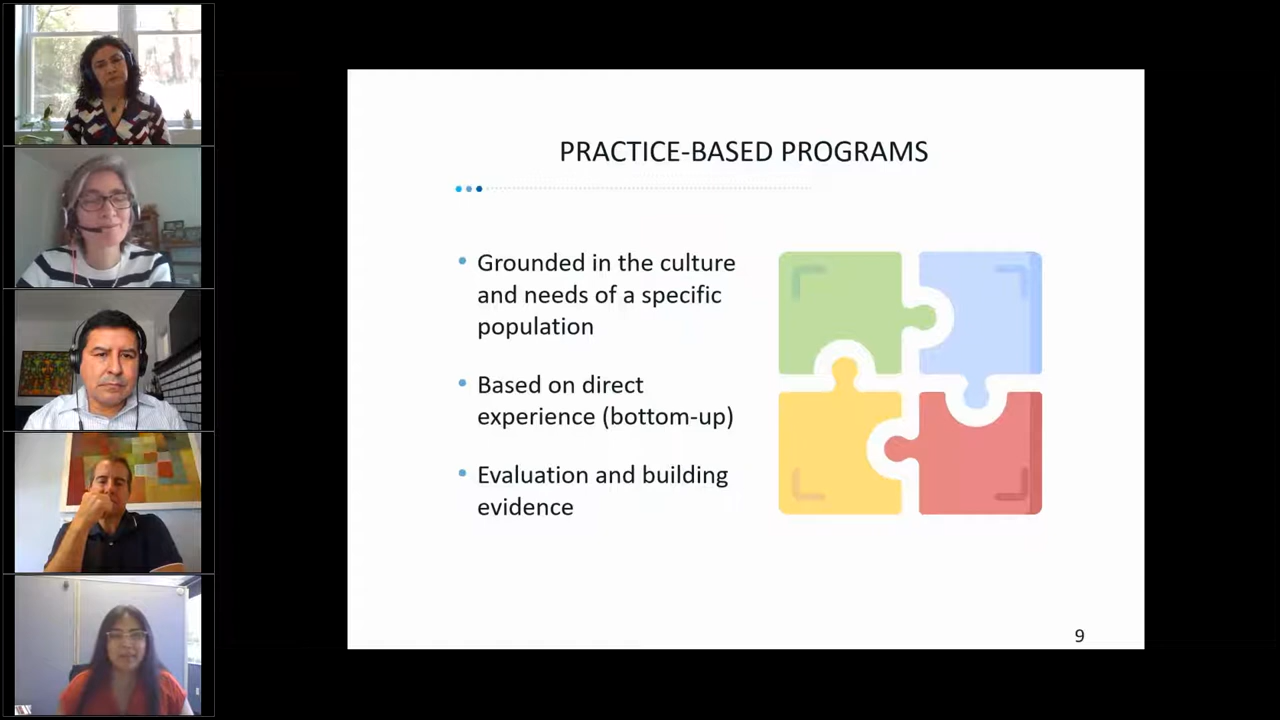 PRACTICE-BASED PROGRAMS
• Grounded in the culture
and needs of a specific
population
• Based on direct
experience (bottom-up)
• Evaluation and building
evidence
9